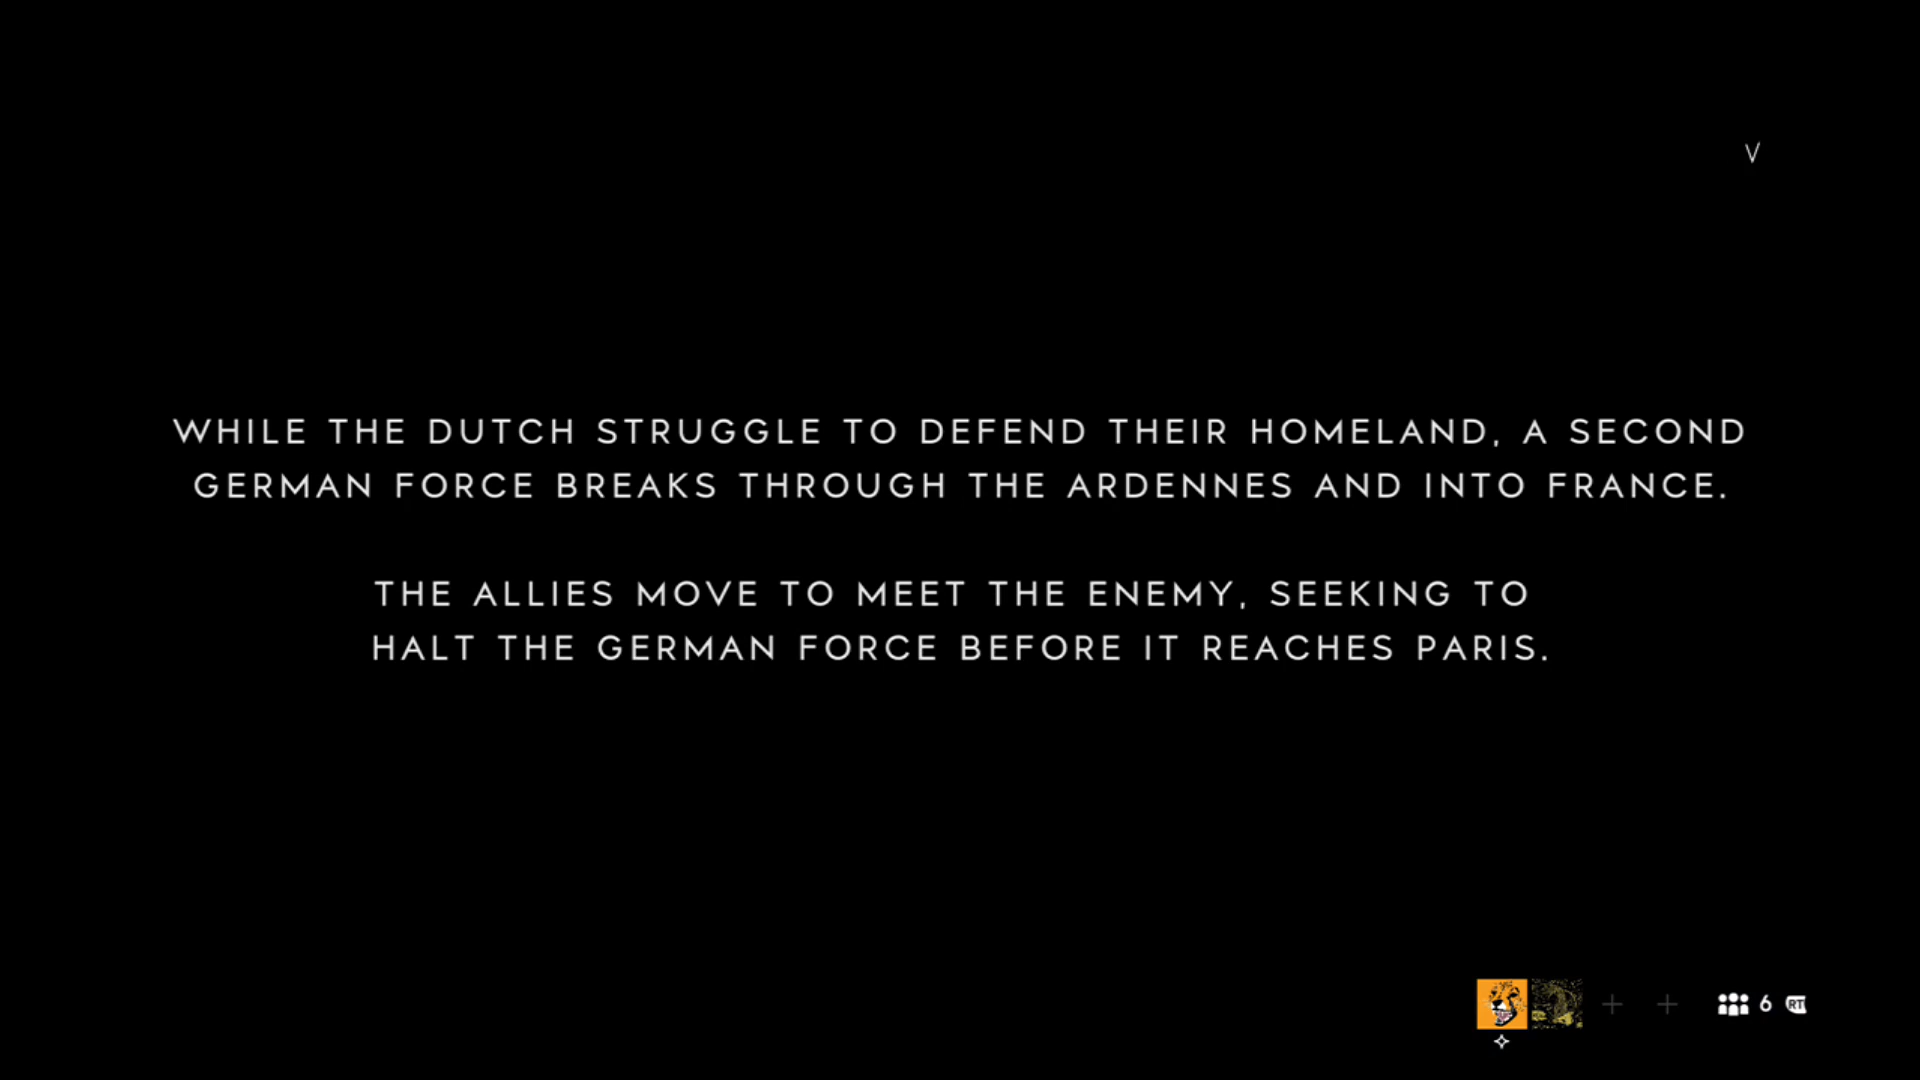 V
WHILE THE DUTCH STRUGGLE TO DEFEND THEIR HOMELAND, A SECOND
GERMAN FORCE BREAKS THROUGH THE ARDENNES AND INTO FRANCE.
THE ALLIES MOVE TO MEET THE ENEMY, SEEKING TO
HALT THE GERMAN FORCE BEFORE IT REACHES PARIS.
6 RT